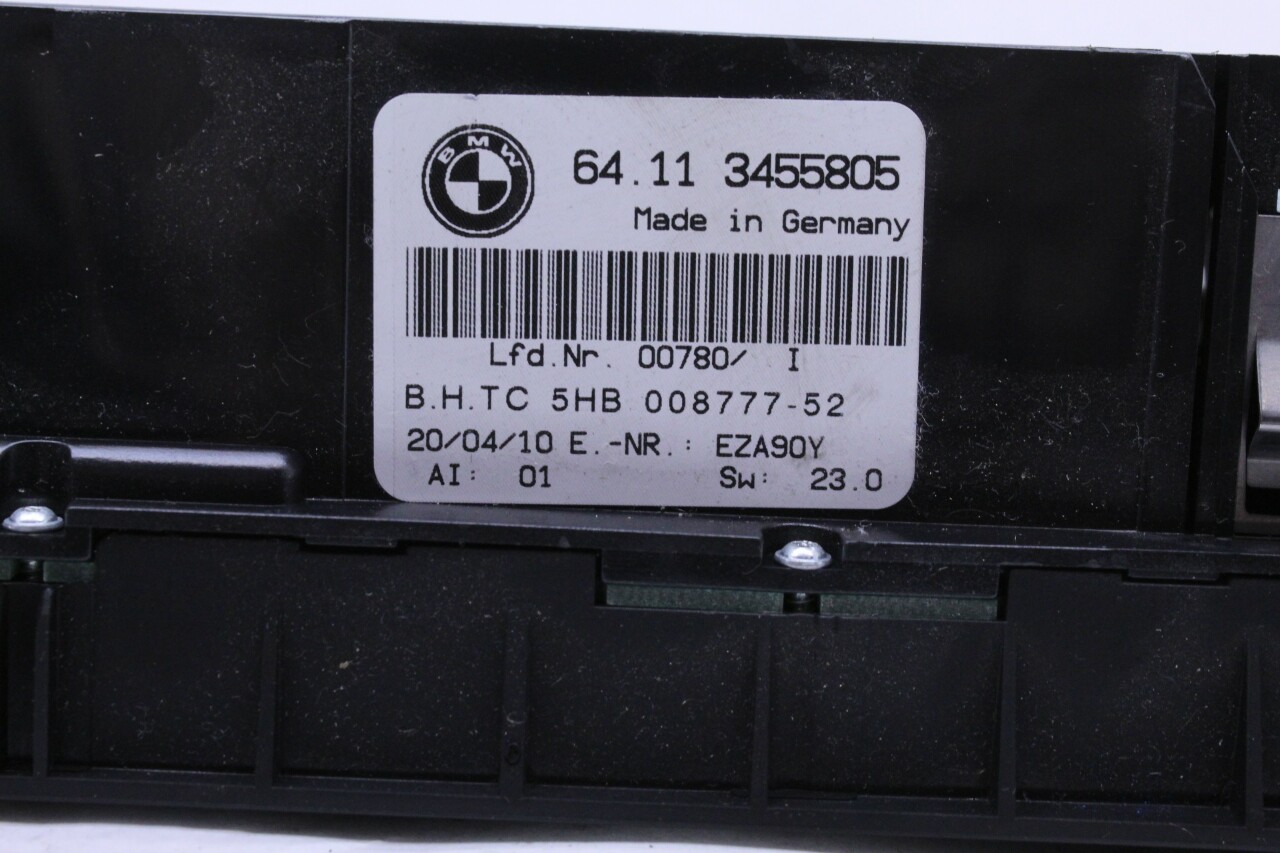 BMW
64.11 3455805
Made in Germany
Lfd.Nr. 00780/ I
B.H.TC 5HB 008777-52
20/04/10 E.-NR.: EZA90Y
AI: 01 Sw: 23.0